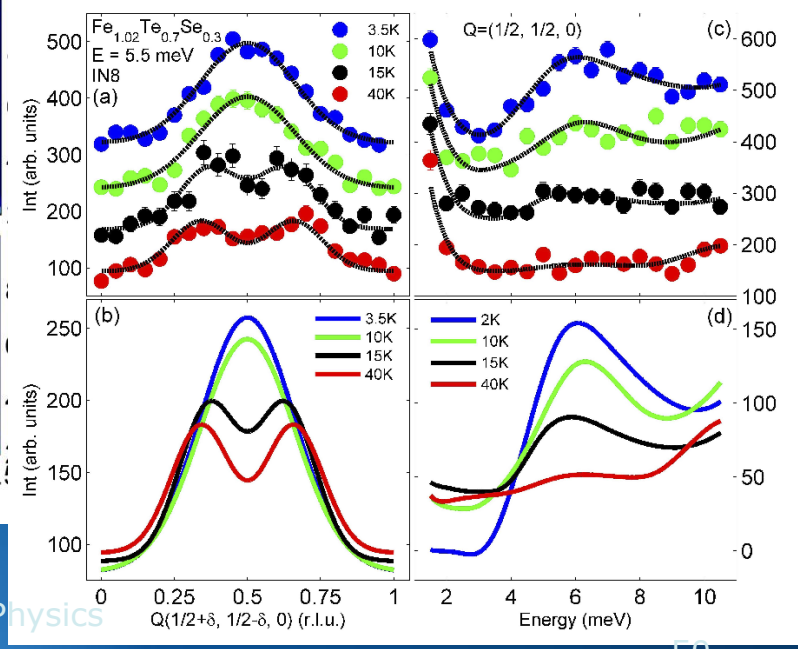 Fe1.02Te0.7Se0.3
E = 5.5 meV
IN8
(a)
3.5K
10K
15K
40K
500
400
300
200
100
Int (arb. units)
Q=(1/2, 1/2, 0)
(c)
600
500
400
300
200
100
(b)
3.5K
10K
15K
40K
250
200
150
100
Int (arb. units)
0 0.25 0.5 0.75 1
Q(1/2+δ, 1/2-δ, 0) (r.l.u.)
2K
10K
15K
40K
(d)
150
100
50
0
2 4 6 8 10
Energy (meV)
Physics